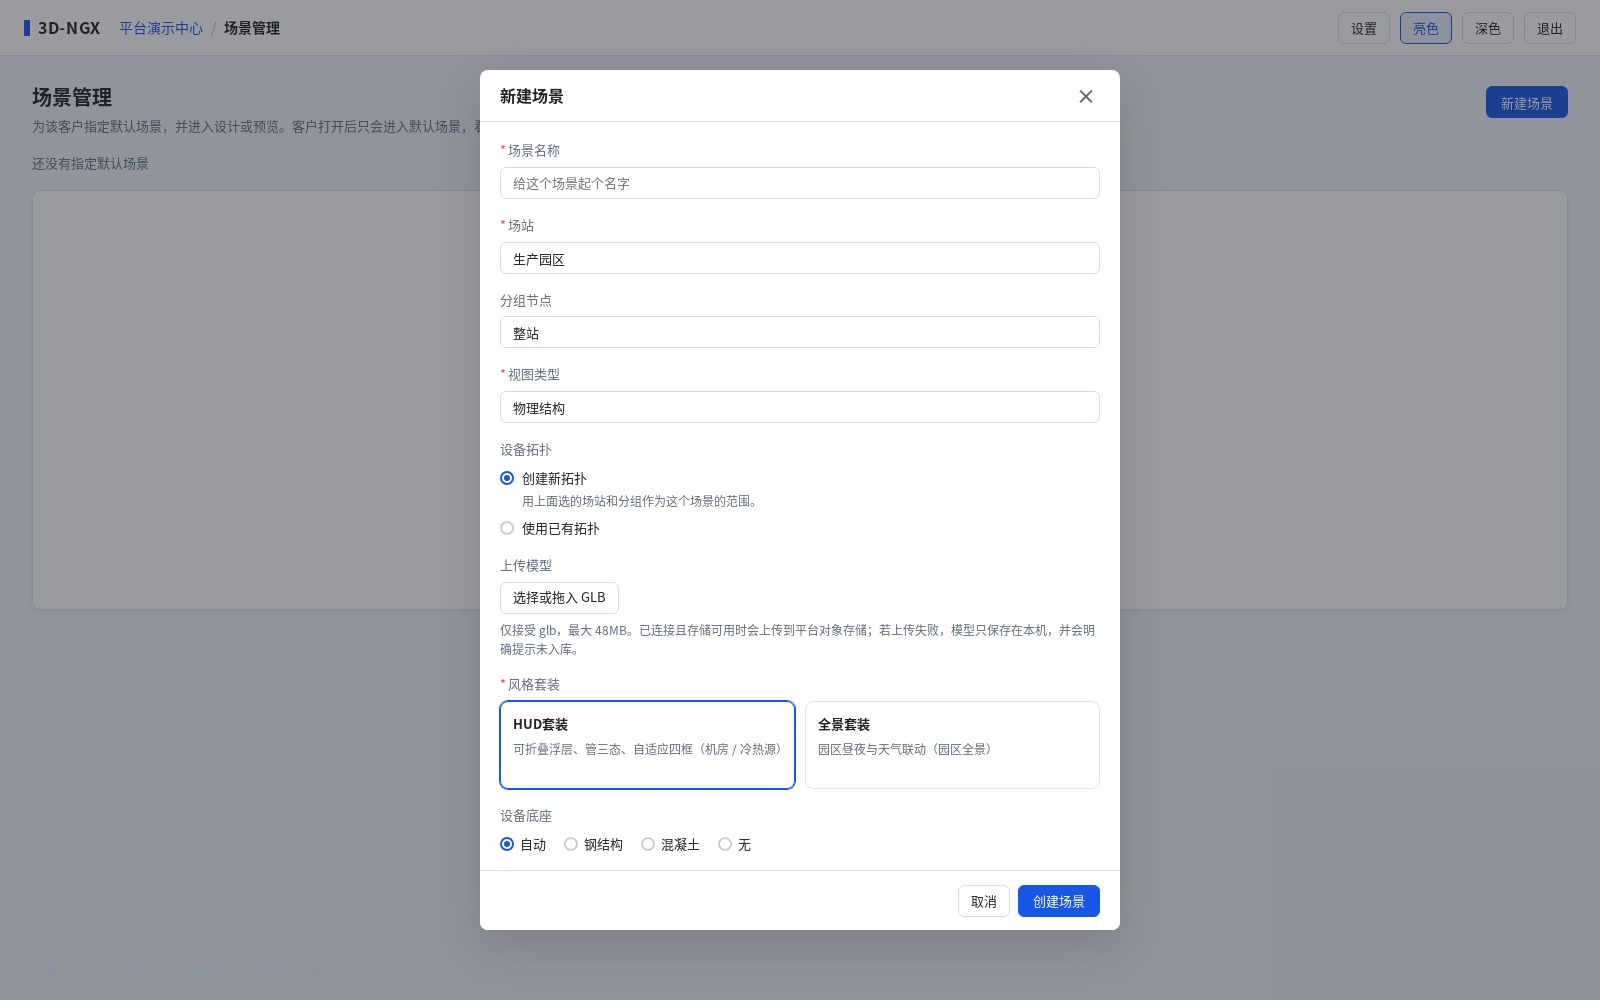 3D-NGX 平台演示中心 / 场景管理 设置 亮色 深色 退出
场景管理
新建场景
为该客户指定默认场景，并进入设计或预览。客户打开后只会进入默认场景，
还没有指定默认场景
新建场景
* 场景名称
给这个场景起个名字
* 场站
生产园区
分组节点
整站
* 视图类型
物理结构
设备拓扑
创建新拓扑
用上面选的场站和分组作为这个场景的范围。
使用已有拓扑
上传模型
选择或拖入 GLB
仅接受 glb，最大 48MB。已连接且存储可用时会上传到平台对象存储；若上传失败，模型只保存在本机，并会明
确提示未入库。
* 风格套装
HUD套装
可折叠浮层、管三态、自适应四框（机房 / 冷热源）
全景套装
园区昼夜与天气联动（园区全景）
设备底座
自动 钢结构 混凝土 无
取消 创建场景